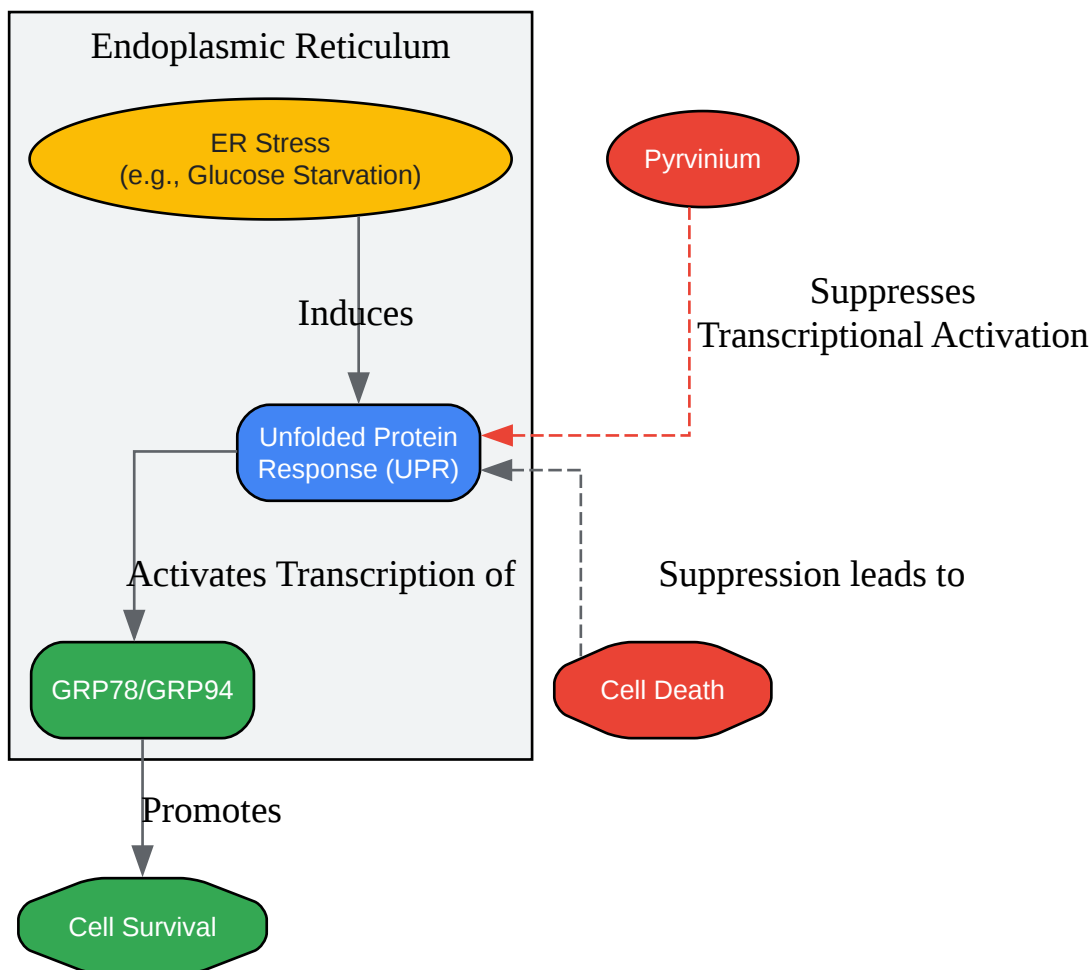 Endoplasmic Reticulum
ER Stress
(e.g., Glucose Starvation)
Pyrvinium
Induces
Suppresses
Transcriptional Activation
Unfolded Protein
Response (UPR)
Activates Transcription of
Suppression leads to
GRP78/GRP94
Cell Death
Promotes
Cell Survival